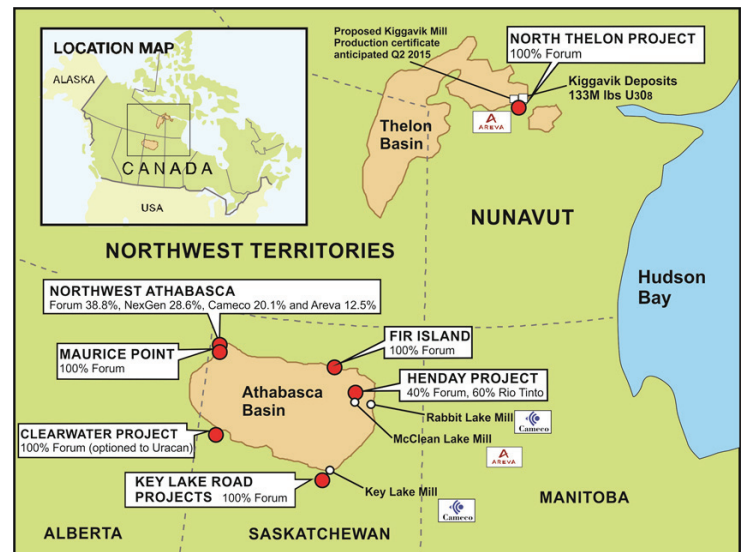 LOCATION MAP
ALASKA
CANADA
USA
Proposed Kiggavik Mill
Production certificate
anticipated Q2 2015
NORTH THELON PROJECT
100% Forum
Kiggavik Deposits
133M lbs U3O8
AREVA
Thelon
Basin
NUNAVUT
NORTHWEST TERRITORIES
Hudson
Bay
NORTHWEST ATHABASCA
Forum 38.8%, NexGen 28.6%, Cameco 20.1% and Areva 12.5%
MAURICE POINT
100% Forum
FIR ISLAND
100% Forum
HENDAY PROJECT
40% Forum, 60% Rio Tinto
Athabasca
Basin
Rabbit Lake Mill
Cameco
McClean Lake Mill
AREVA
CLEARWATER PROJECT
100% Forum (optioned to Uracan)
KEY LAKE ROAD
PROJECTS 100% Forum
Key Lake Mill
Cameco
MANITOBA
ALBERTA
SASKATCHEWAN